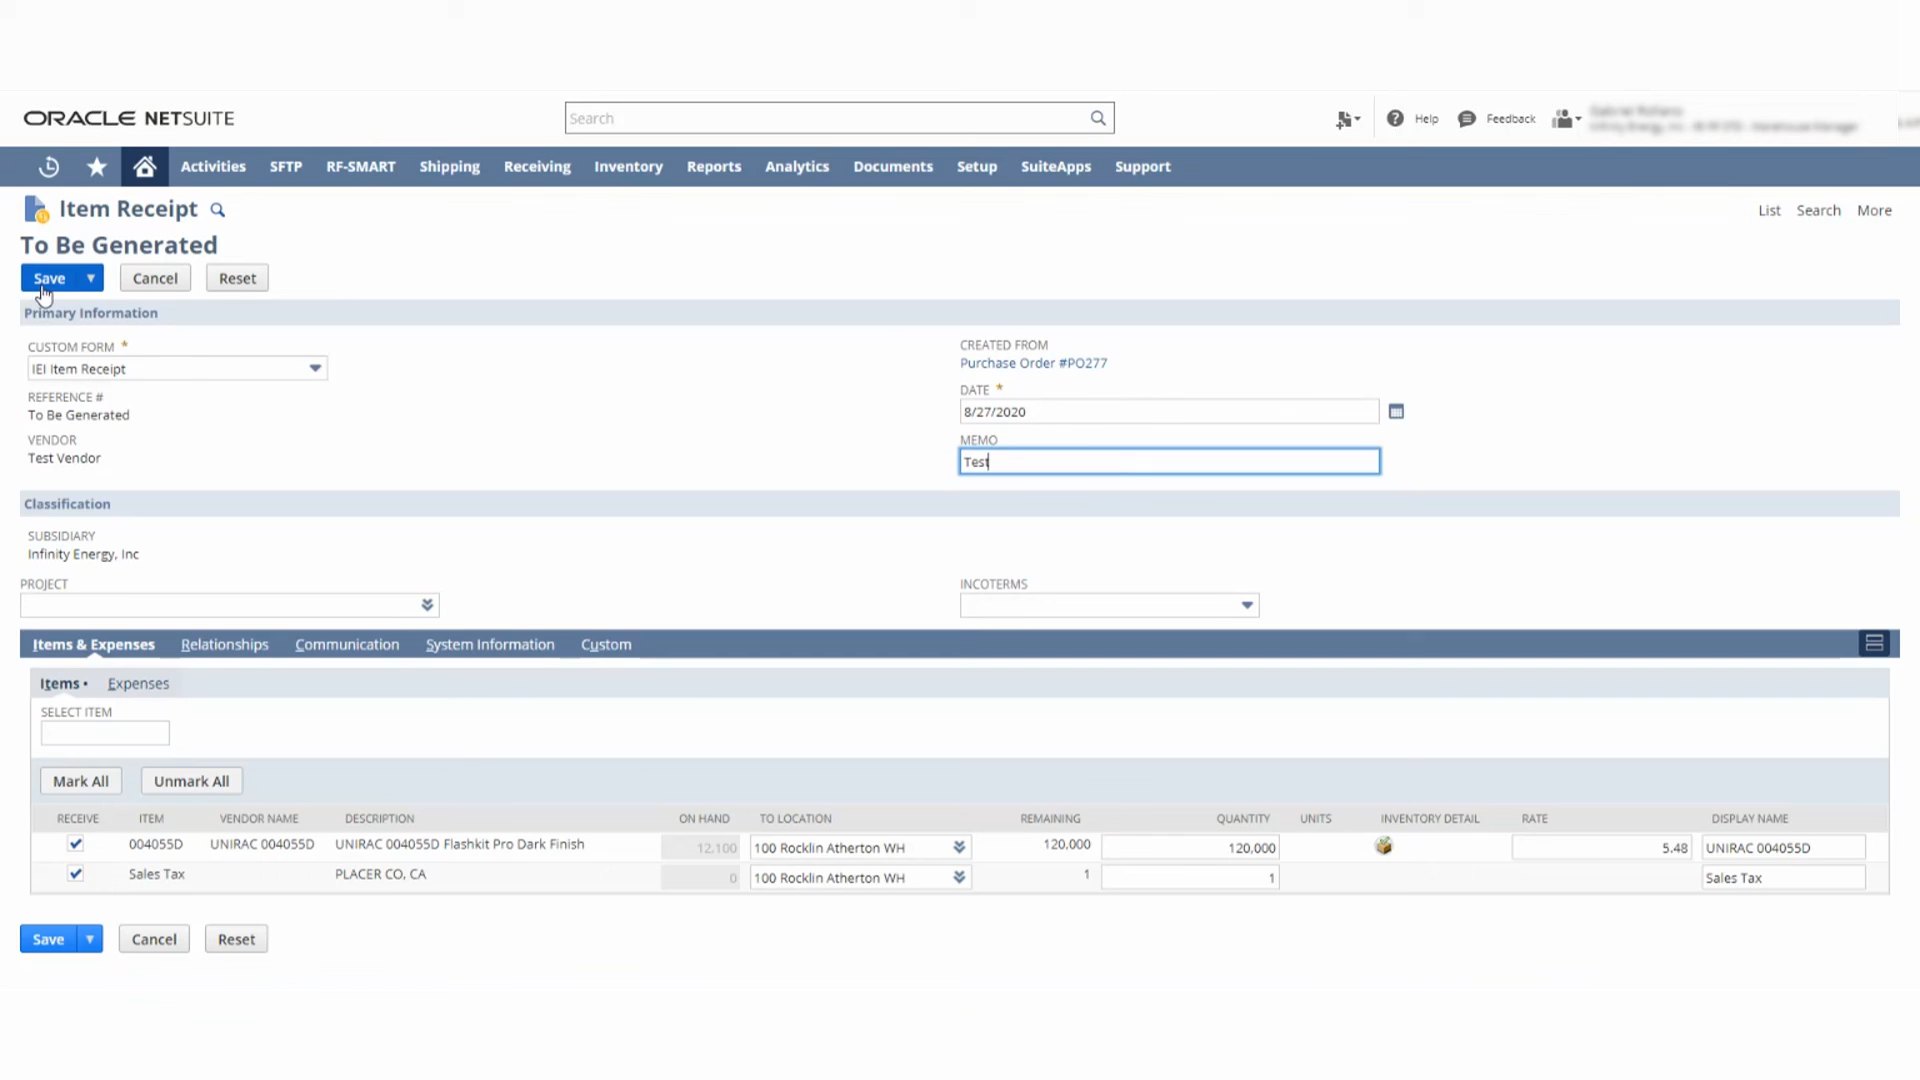 ORACLE NETSUITE
Search
Help
Feedback
Activities SFTP RF-SMART Shipping Receiving Inventory Reports Analytics Documents Setup SuiteApps Support
Item Receipt
List Search More
To Be Generated
Save Cancel Reset
Primary Information
CUSTOM FORM *
IEI Item Receipt
REFERENCE #
To Be Generated
VENDOR
Test Vendor
CREATED FROM
Purchase Order #PO277
DATE *
8/27/2020
MEMO
Test
Classification
SUBSIDIARY
Infinity Energy, Inc
PROJECT
INCOTERMS
Items & Expenses Relationships Communication System Information Custom
Items • Expenses
SELECT ITEM
Mark All Unmark All
RECEIVE ITEM VENDOR NAME DESCRIPTION ON HAND TO LOCATION REMAINING QUANTITY UNITS INVENTORY DETAIL RATE DISPLAY NAME
004055D UNIRAC 004055D UNIRAC 004055D Flashkit Pro Dark Finish 12,100 100 Rocklin Atherton WH 120,000 120,000 5.48 UNIRAC 004055D
Sales Tax PLACER CO, CA 0 100 Rocklin Atherton WH 1 1 Sales Tax
Save Cancel Reset